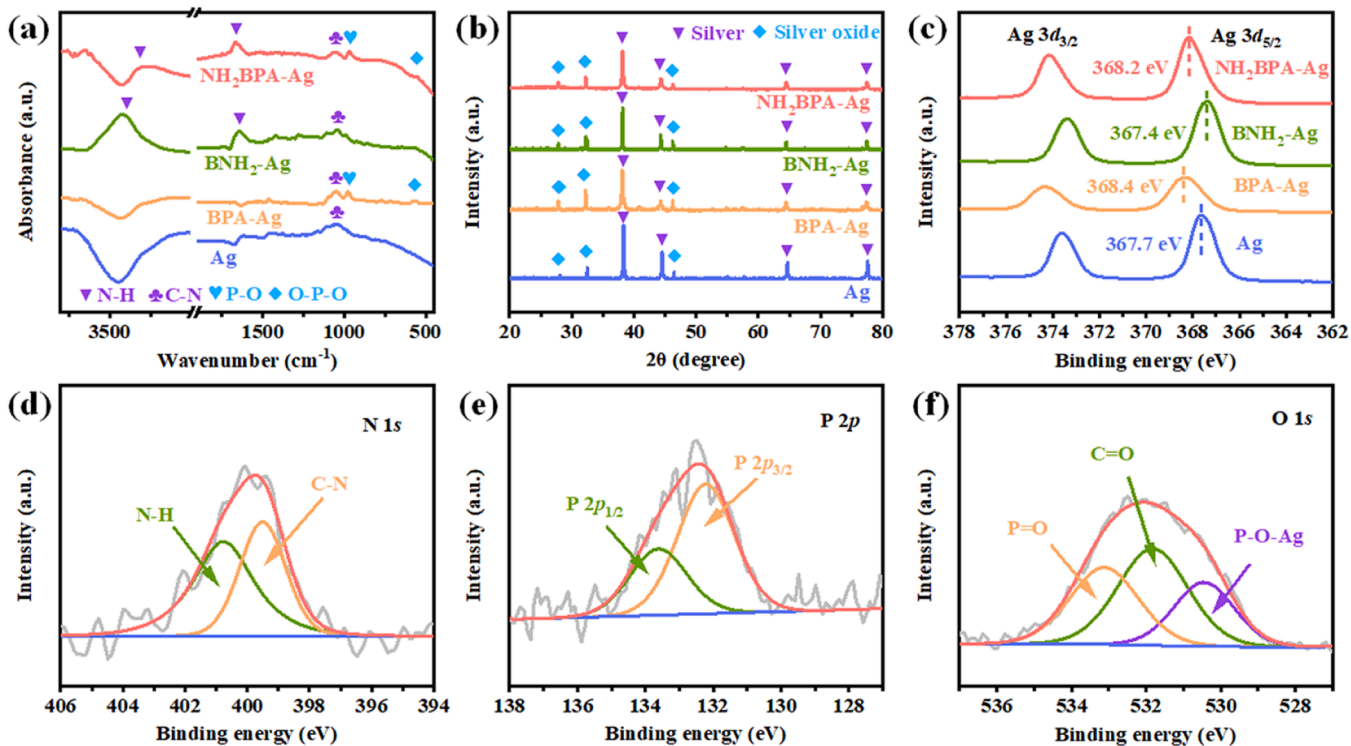 (a)
N-H
C-N
P-O
O-P-O
NH₂BPA-Ag
BNH₂-Ag
BPA-Ag
Ag
Absorbance (a.u.)
3500
1500
1000
500
Wavenumber (cm⁻¹)
(b)
Silver
Silver oxide
NH₂BPA-Ag
BNH₂-Ag
BPA-Ag
Ag
Intensity (a.u.)
20
30
40
50
60
70
80
2θ (degree)
(c)
Ag 3d₃/₂
Ag 3d₅/₂
368.2 eV
NH₂BPA-Ag
367.4 eV
BNH₂-Ag
368.4 eV
BPA-Ag
367.7 eV
Ag
Intensity (a.u.)
378
376
374
372
370
368
366
364
362
Binding energy (eV)
(d)
N 1s
C-N
N-H
Intensity (a.u.)
406
404
402
400
398
396
394
Binding energy (eV)
(e)
P 2p
P 2p₃/₂
P 2p₁/₂
Intensity (a.u.)
138
136
134
132
130
128
Binding energy (eV)
(f)
O 1s
C=O
P=O
P-O-Ag
Intensity (a.u.)
536
534
532
530
528
Binding energy (eV)